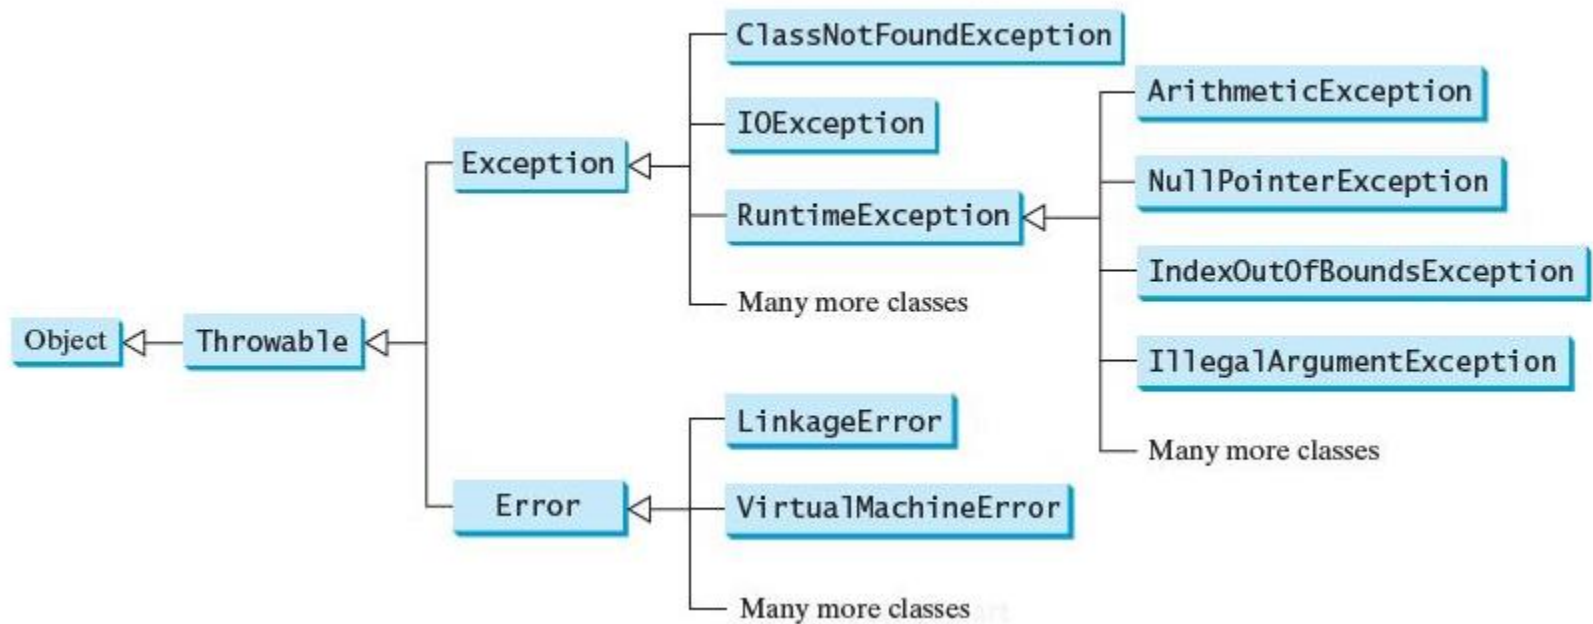 ClassNotFoundException
ArithmeticException
IOException
Exception
NullPointerException
RuntimeException
IndexOutOfBoundsException
Many more classes
Object
Throwable
IllegalArgumentException
LinkageError
Many more classes
Error
VirtualMachineError
Many more classes